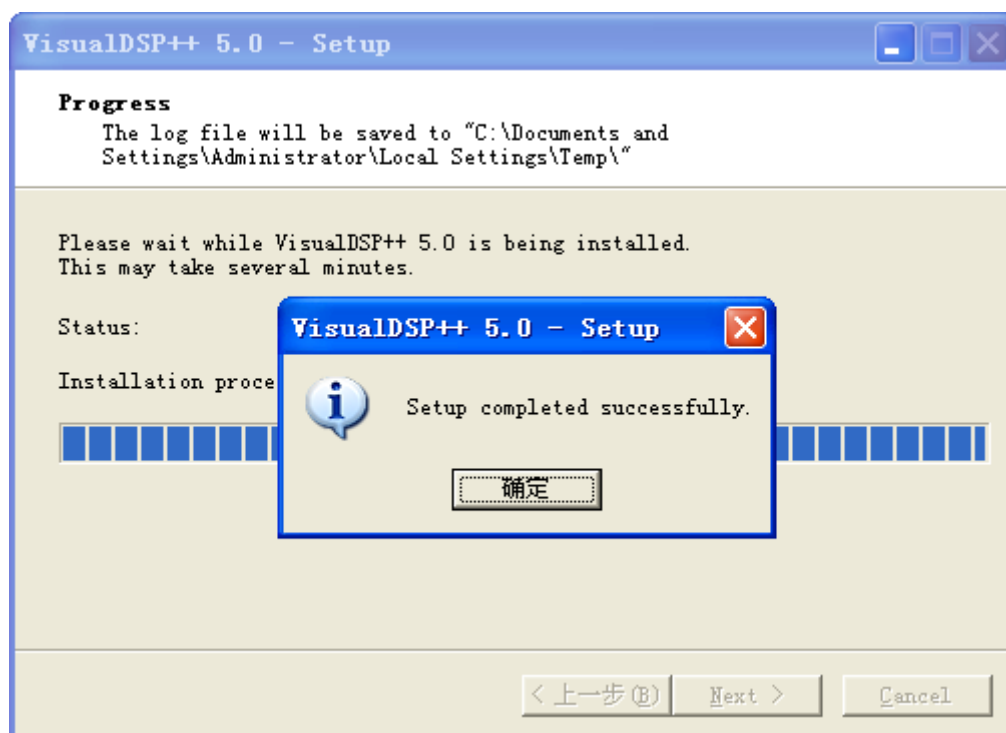 VisualDSP++ 5.0 - Setup
Progress
The log file will be saved to "C:\Documents and
Settings\Administrator\Local Settings\Temp\"
Please wait while VisualDSP++ 5.0 is being installed.
This may take several minutes.
Status:
Installation proce
VisualDSP++ 5.0 - Setup
Setup completed successfully.
确定
< 上一步(B)
Next >
Cancel